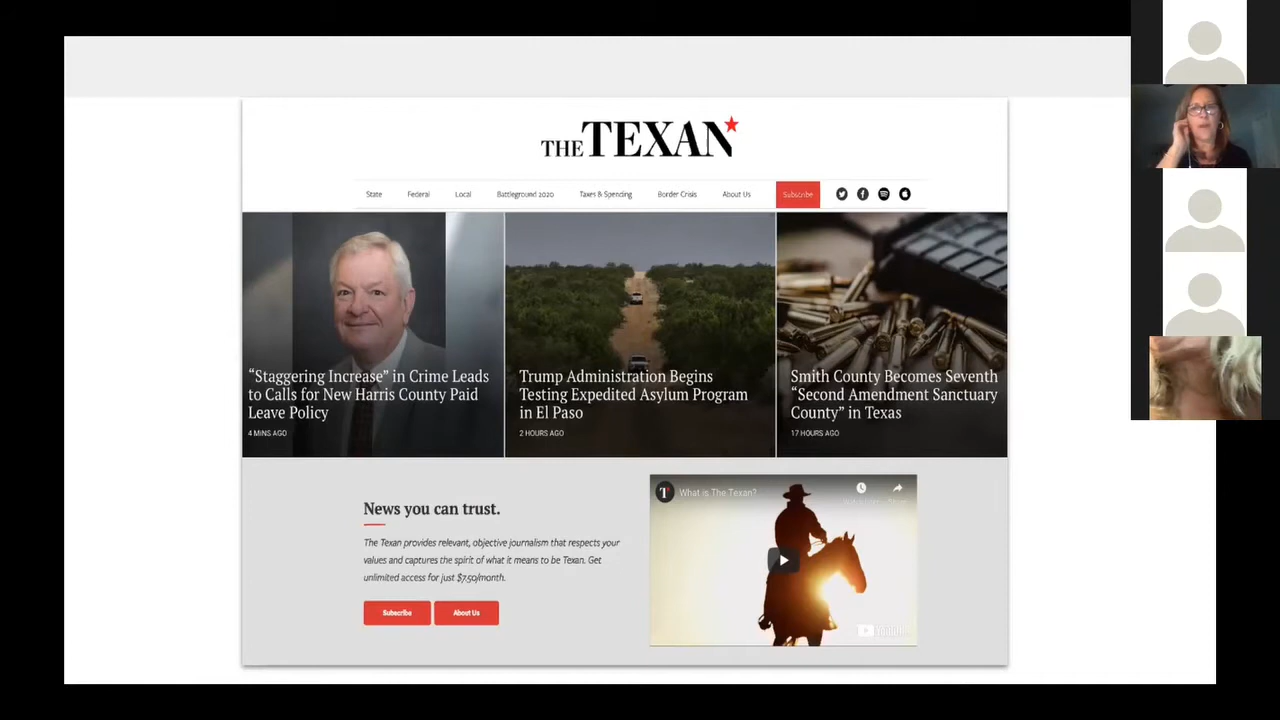 THE TEXAN
State Federal Local Battleground 2020 Taxes & Spending Border Crisis About Us Subscribe
“Staggering Increase” in Crime Leads
to Calls for New Harris County Paid
Leave Policy
4 MINS AGO
Trump Administration Begins
Testing Expedited Asylum Program
in El Paso
2 HOURS AGO
Smith County Becomes Seventh
“Second Amendment Sanctuary
County” in Texas
17 HOURS AGO
News you can trust.
The Texan provides relevant, objective journalism that respects your
values and captures the spirit of what it means to be Texan. Get
unlimited access for just $7.50/month.
Subscribe About Us
T What is The Texan?
YouTube